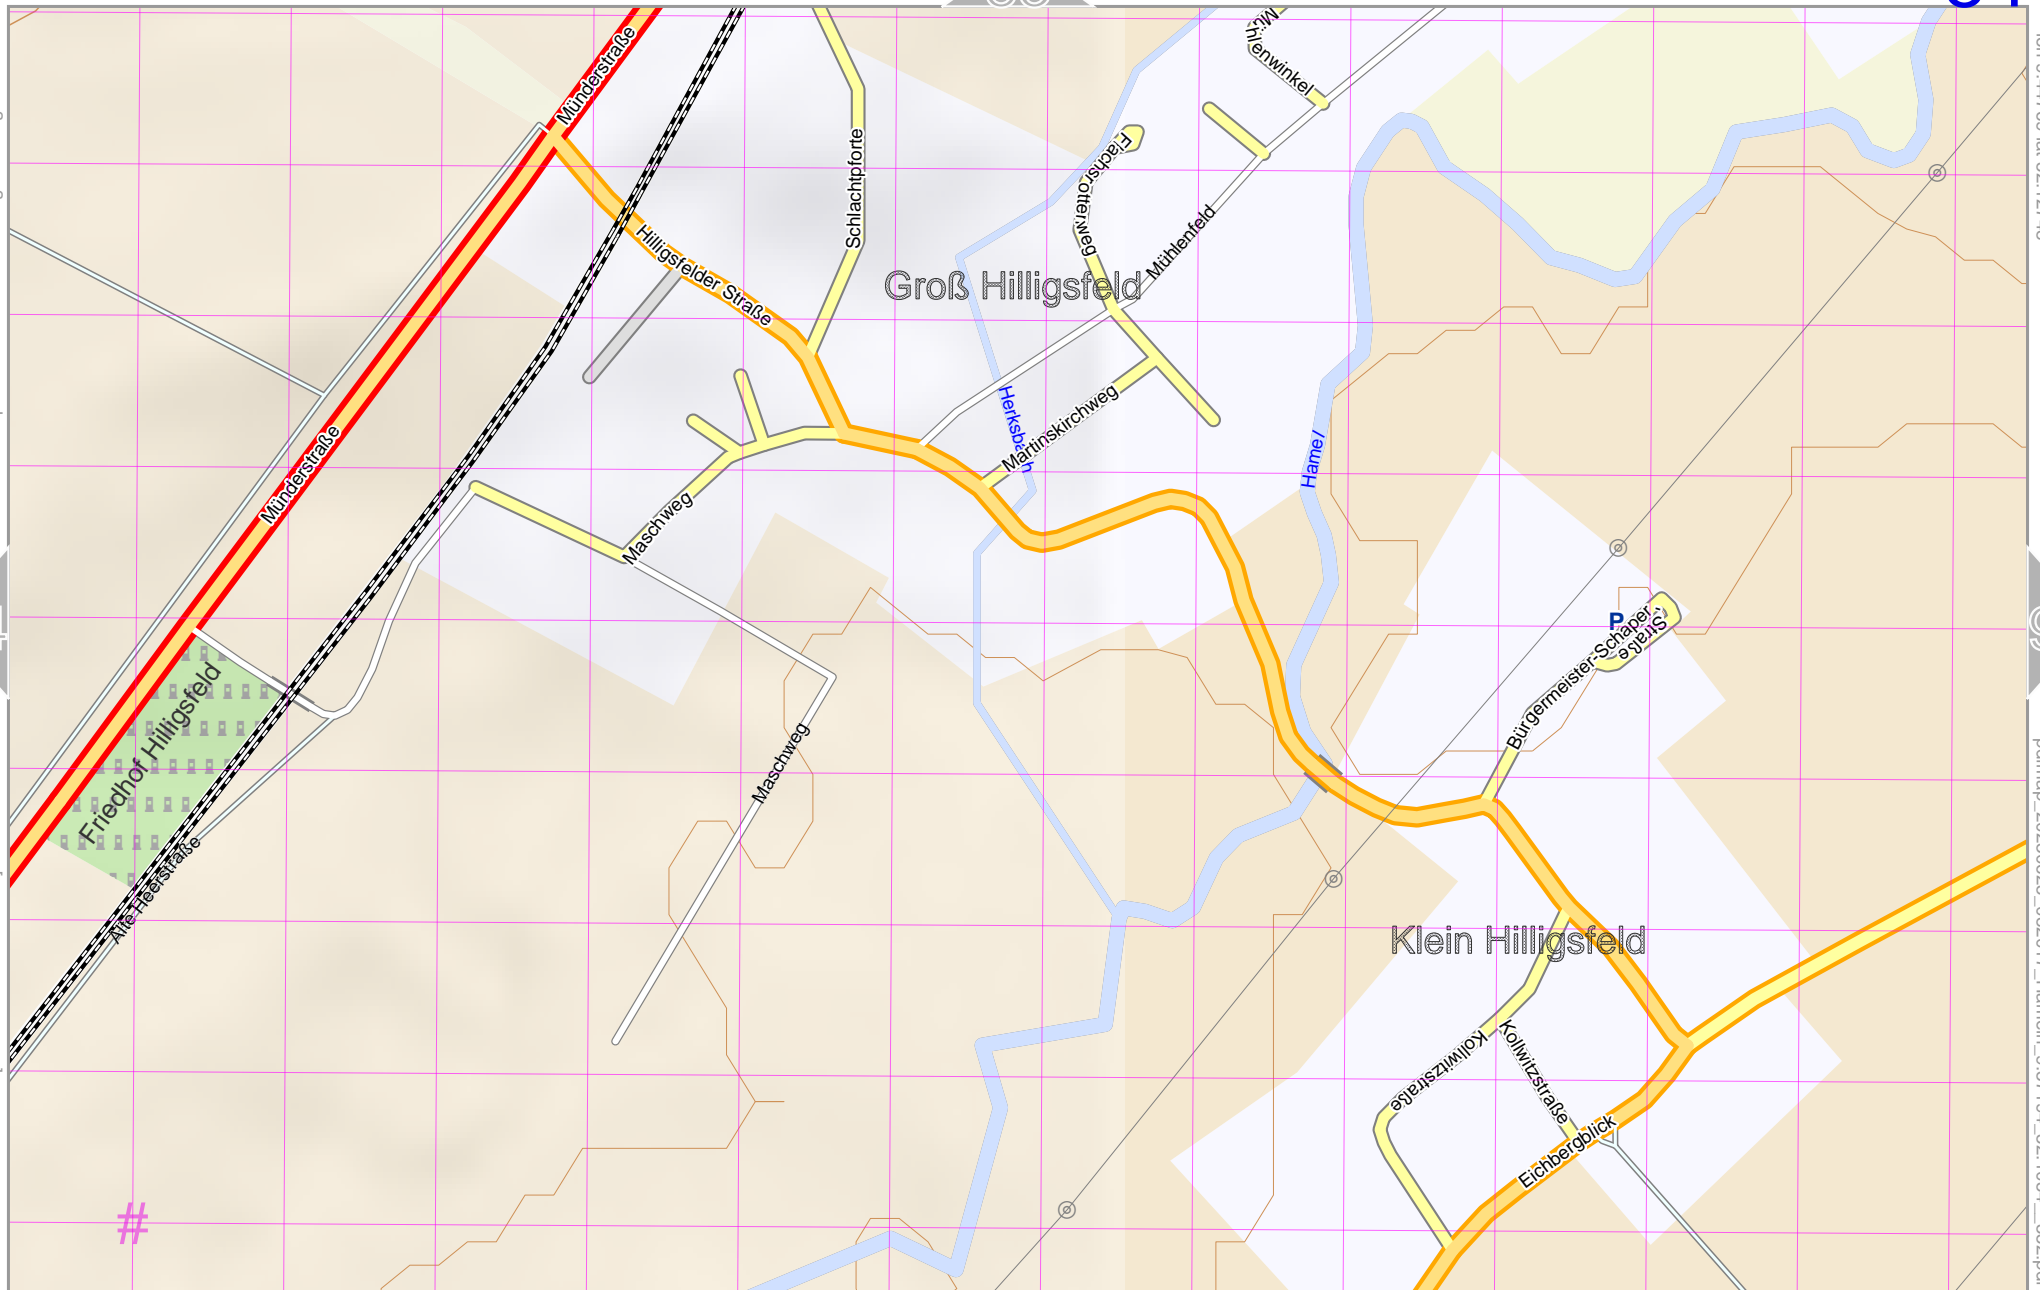 Münderstraße
Mühlenwinkel
Flachsrottenweg
Schlachtpforte
Hilligsfelder Straße
Mühlenfeld
Groß Hilligsfeld
Herksbach
Martinskirchweg
Hamel
Münderstraße
Maschweg
P
Bürgermeister-Schaper-
Straße
Friedhof Hilligsfeld
Maschweg
Alte Heerstraße
Klein Hilligsfeld
Kollwitzstraße
Kollwitzstraße
Eichbergblick
#